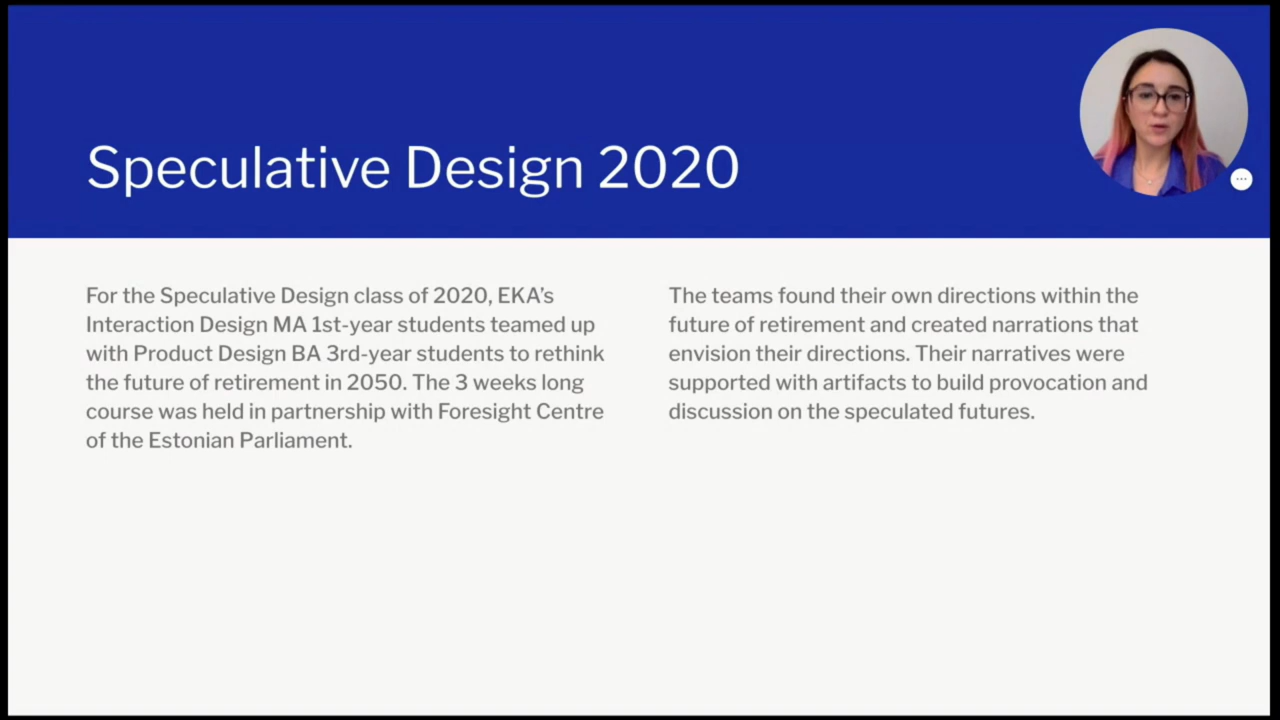 Speculative Design 2020
For the Speculative Design class of 2020, EKA's
Interaction Design MA 1st-year students teamed up
with Product Design BA 3rd-year students to rethink
the future of retirement in 2050. The 3 weeks long
course was held in partnership with Foresight Centre
of the Estonian Parliament.
The teams found their own directions within the
future of retirement and created narrations that
envision their directions. Their narratives were
supported with artifacts to build provocation and
discussion on the speculated futures.